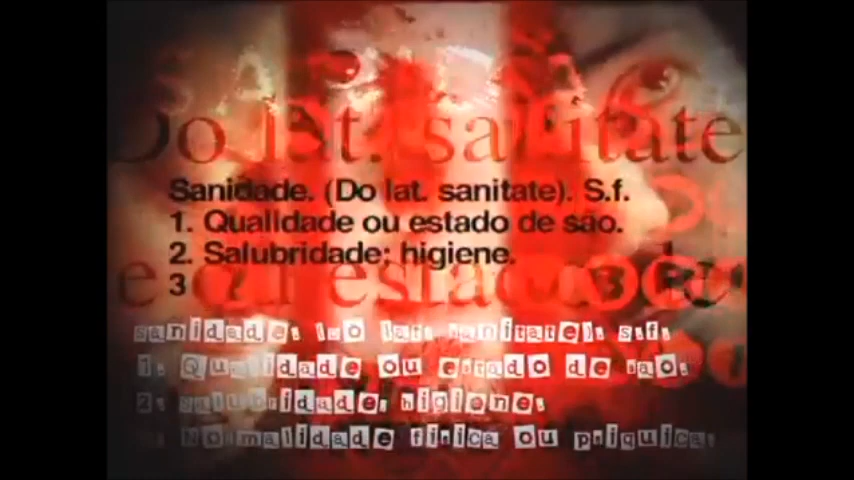 Do lat. sanitate
Sanidade. (Do lat. sanitate). S.f.
1. Qualidade ou estado de são.
2. Salubridade; higiene.
3
e ou estado
sanidade. (Do lat. sanitate). S.f.
1. Qualidade ou estado de são.
2. Salubridade; higiene.
Normalidade física ou psíquica.